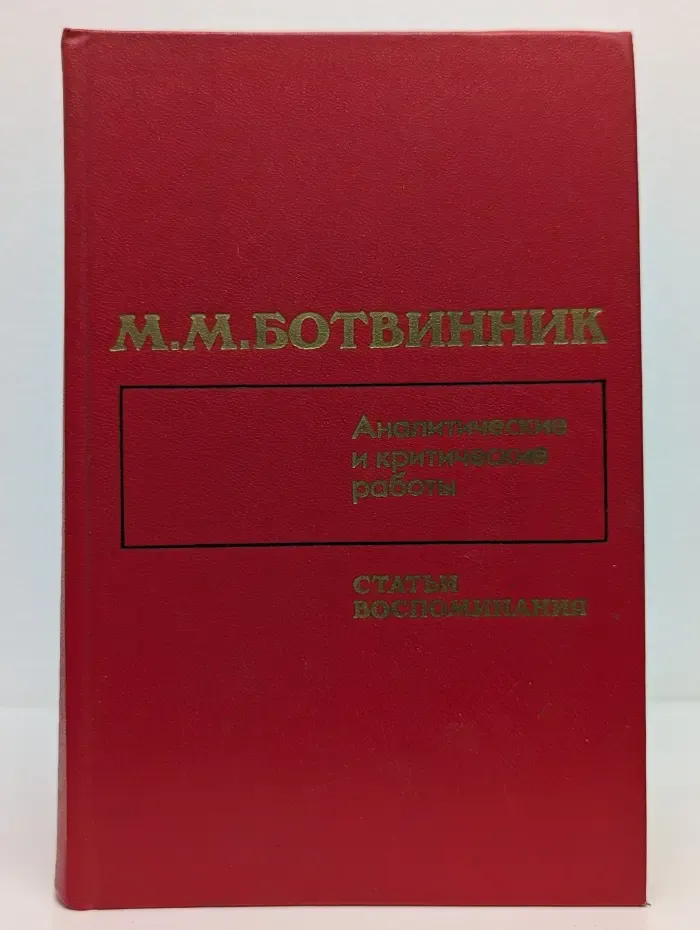 М.М.БОТВИННИК
Аналитические
и критические
работы
СТАТЬИ
ВОСПОМИНАНИЯ